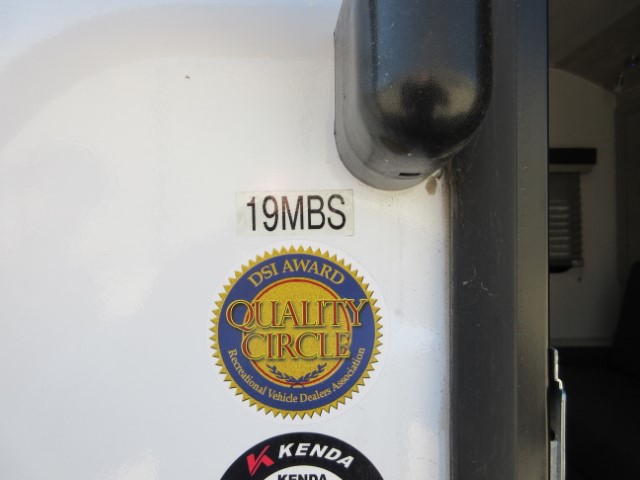 19MBS
DSI AWARD
QUALITY
CIRCLE
Recreational Vehicle Dealers Association
KENDA
KENDA